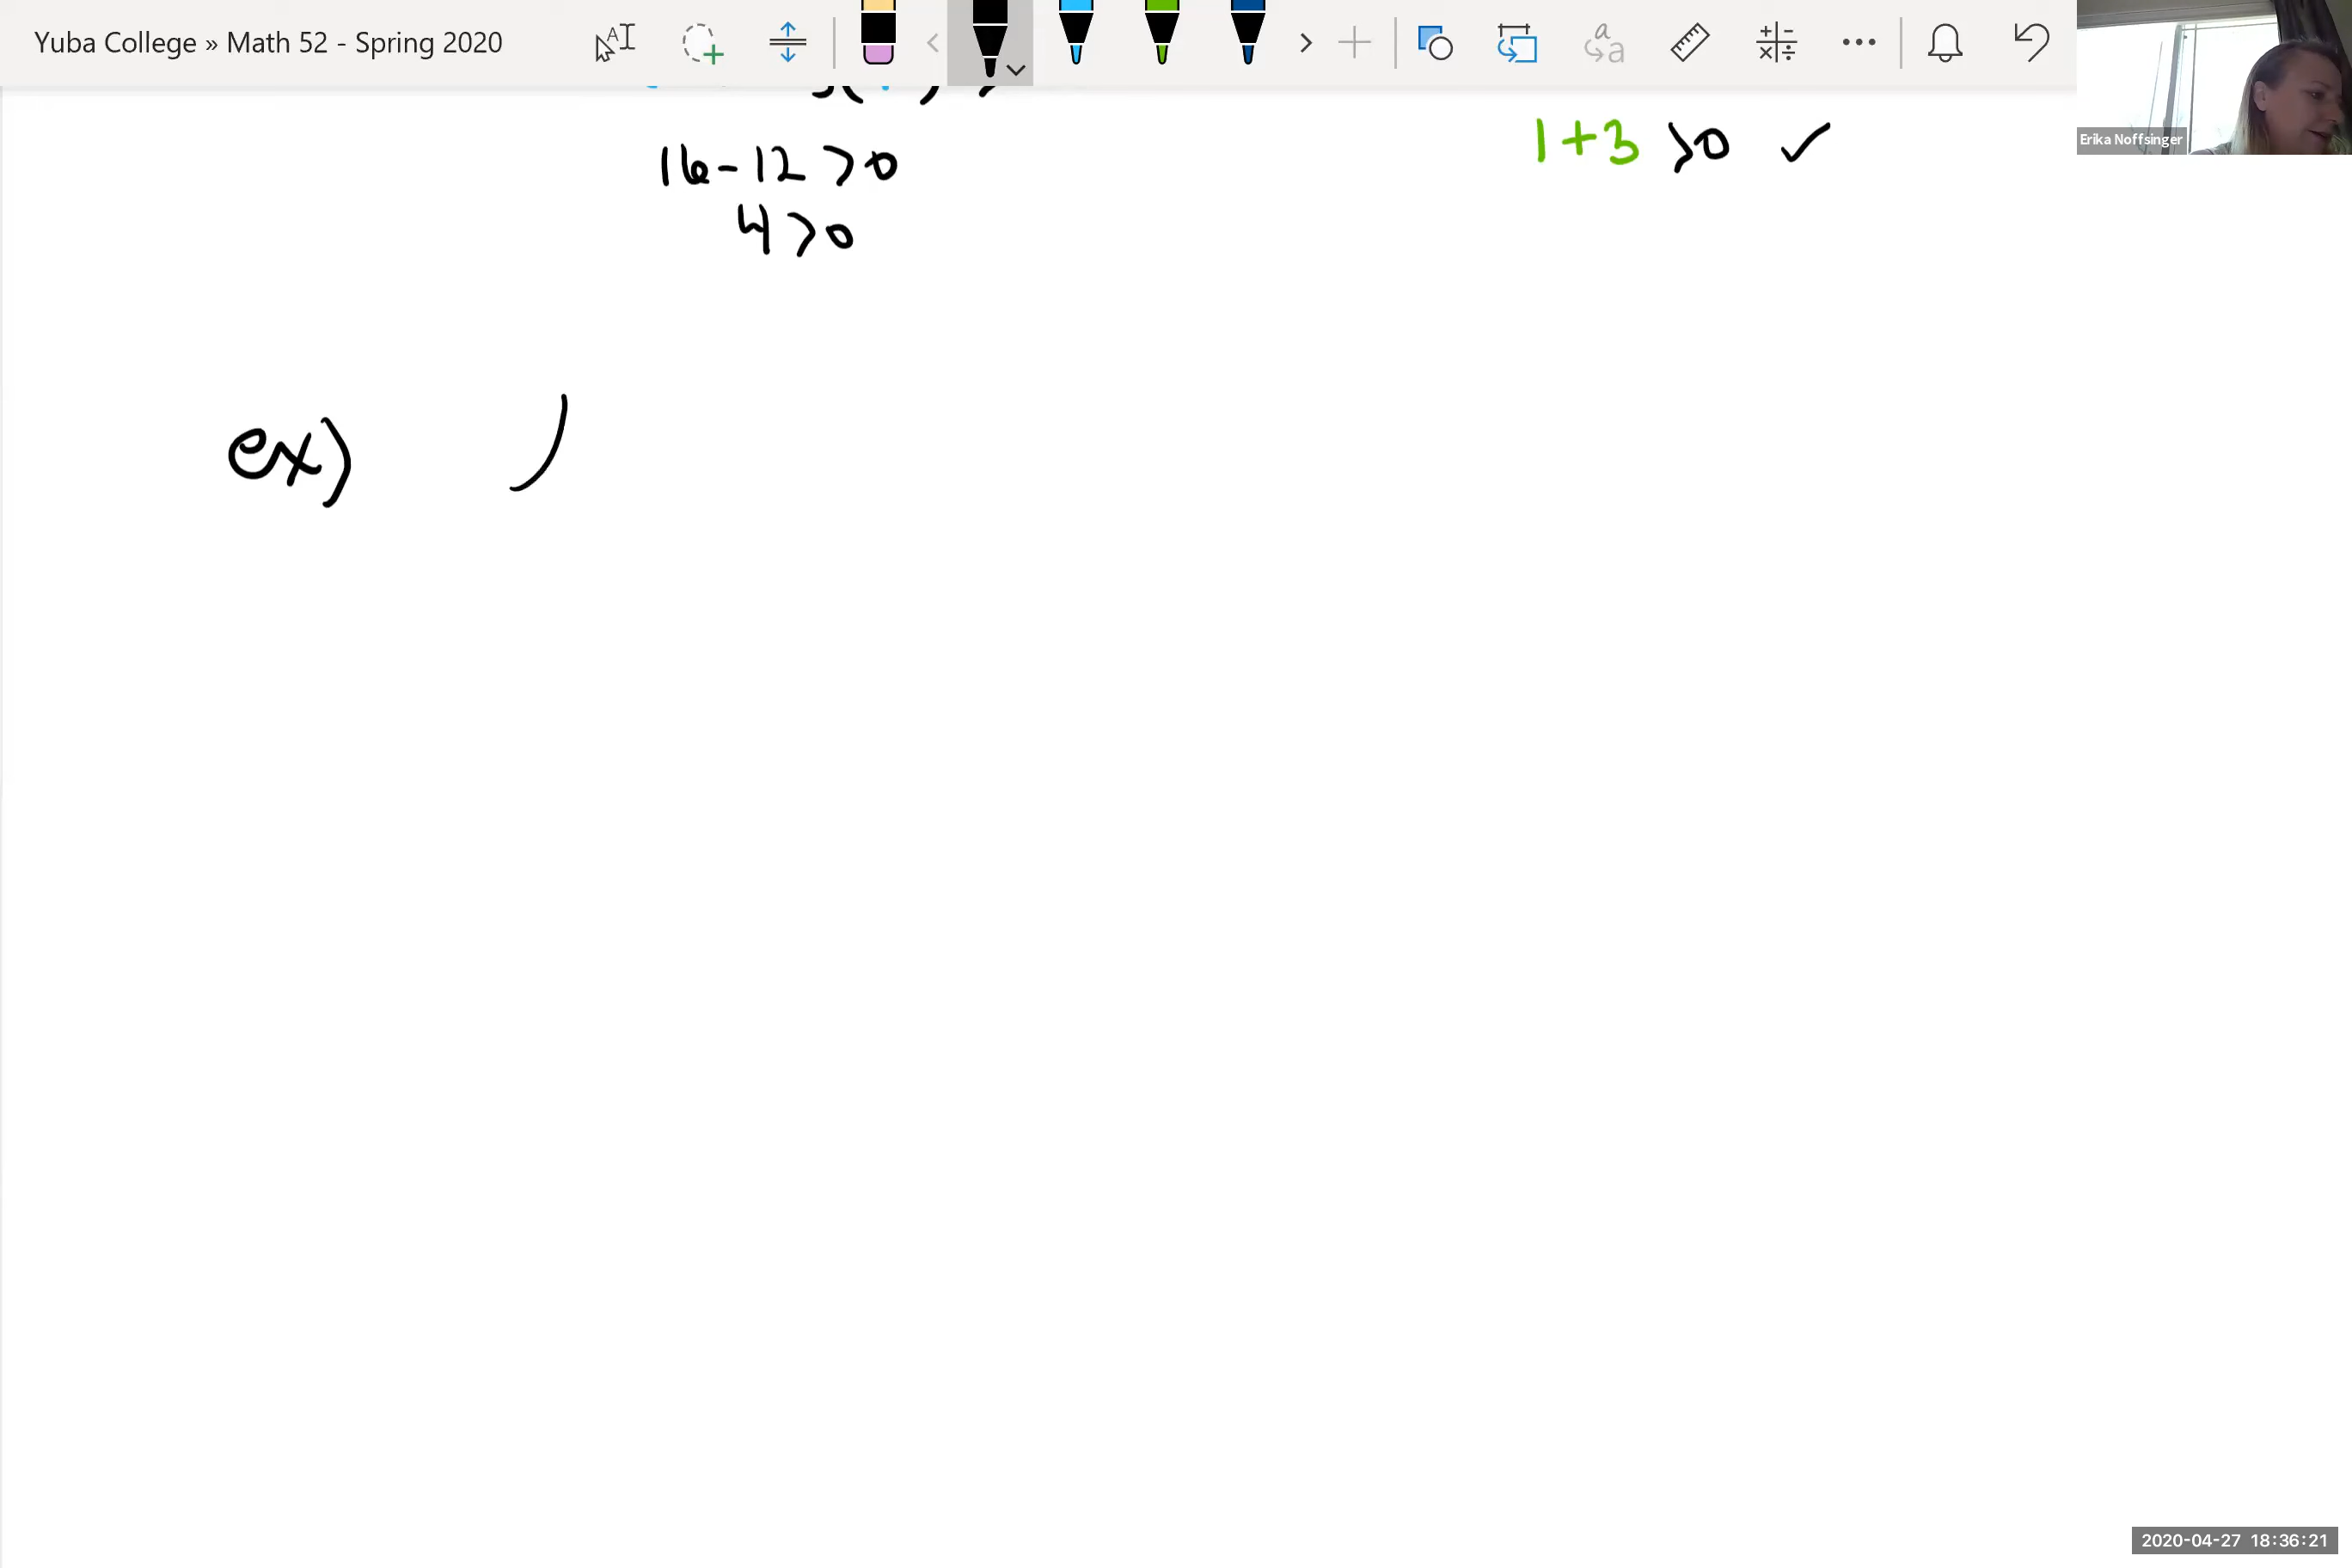 Yuba College » Math 52 - Spring 2020
Erika Noffsinger
16-12>0
4>0
1+3 >0 ✓
ex) )
2020-04-27 18:36:21